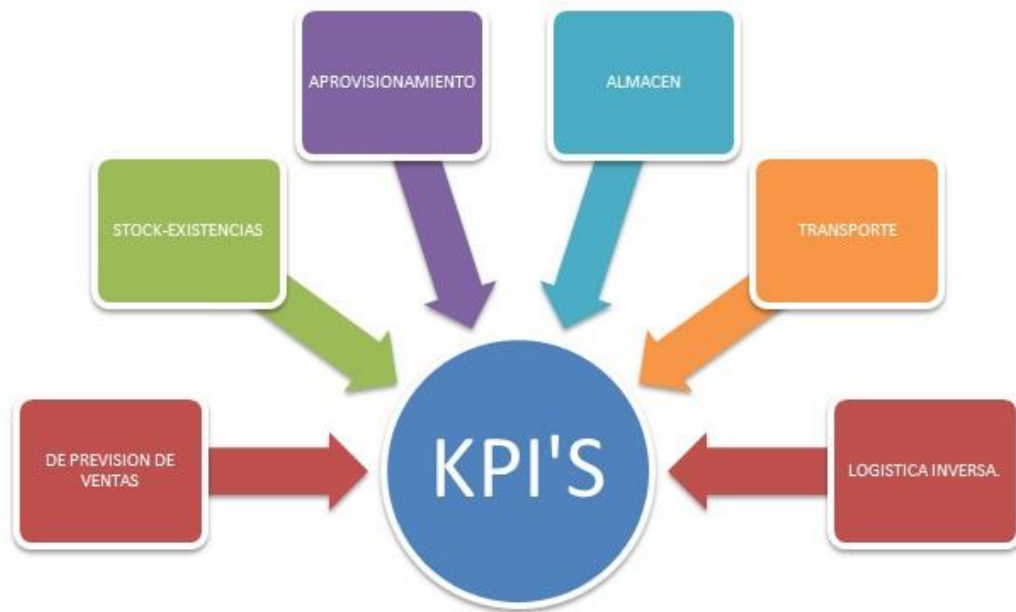 APROVISIONAMIENTO
ALMACEN
STOCK-EXISTENCIAS
TRANSPORTE
DE PREVISION DE
VENTAS
KPI'S
LOGISTICA INVERSA.